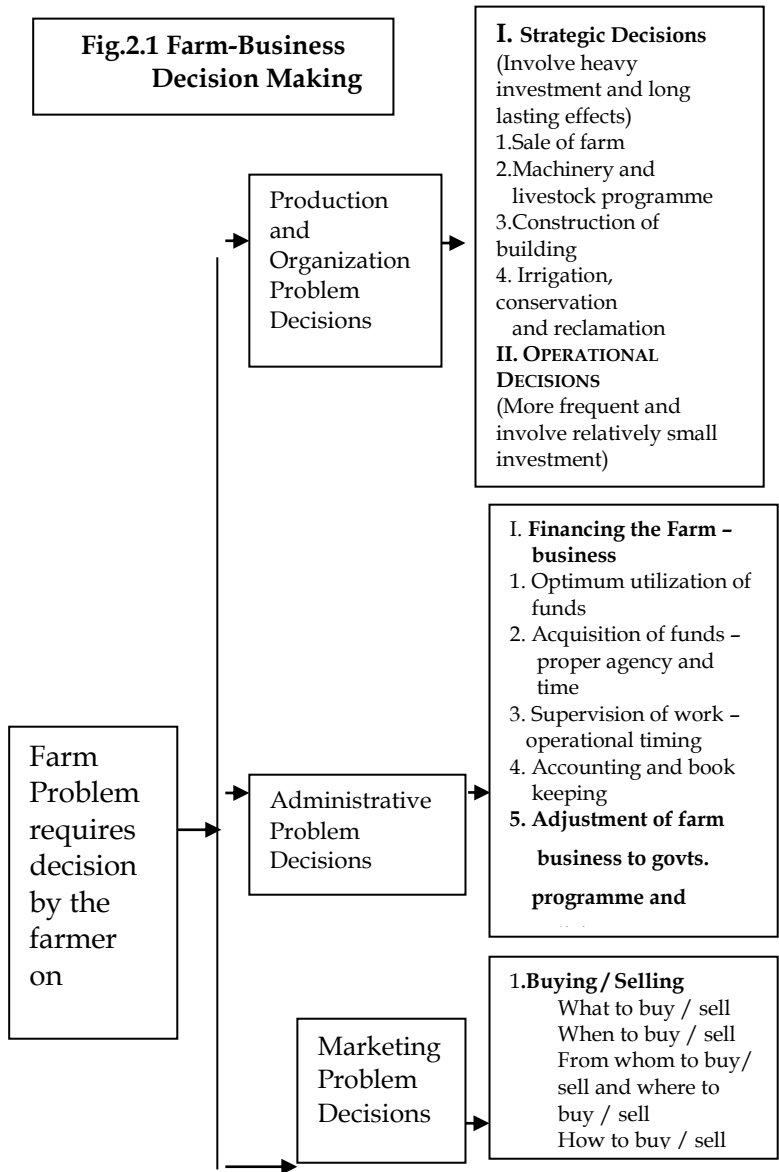 Fig.2.1 Farm-Business
Decision Making
I. Strategic Decisions
(Involve heavy
investment and long
lasting effects)
1.Sale of farm
2.Machinery and
livestock programme
3.Construction of
building
4. Irrigation,
conservation
and reclamation
II. OPERATIONAL
DECISIONS
(More frequent and
involve relatively small
investment)
Production
and
Organization
Problem
Decisions
I. Financing the Farm –
business
1. Optimum utilization of
funds
2. Acquisition of funds –
proper agency and
time
3. Supervision of work –
operational timing
4. Accounting and book
keeping
5. Adjustment of farm
business to govts.
programme and
Farm
Problem
requires
decision
by the
farmer
on
Administrative
Problem
Decisions
Marketing
Problem
Decisions
1.Buying / Selling
What to buy / sell
When to buy / sell
From whom to buy/
sell and where to
buy / sell
How to buy / sell